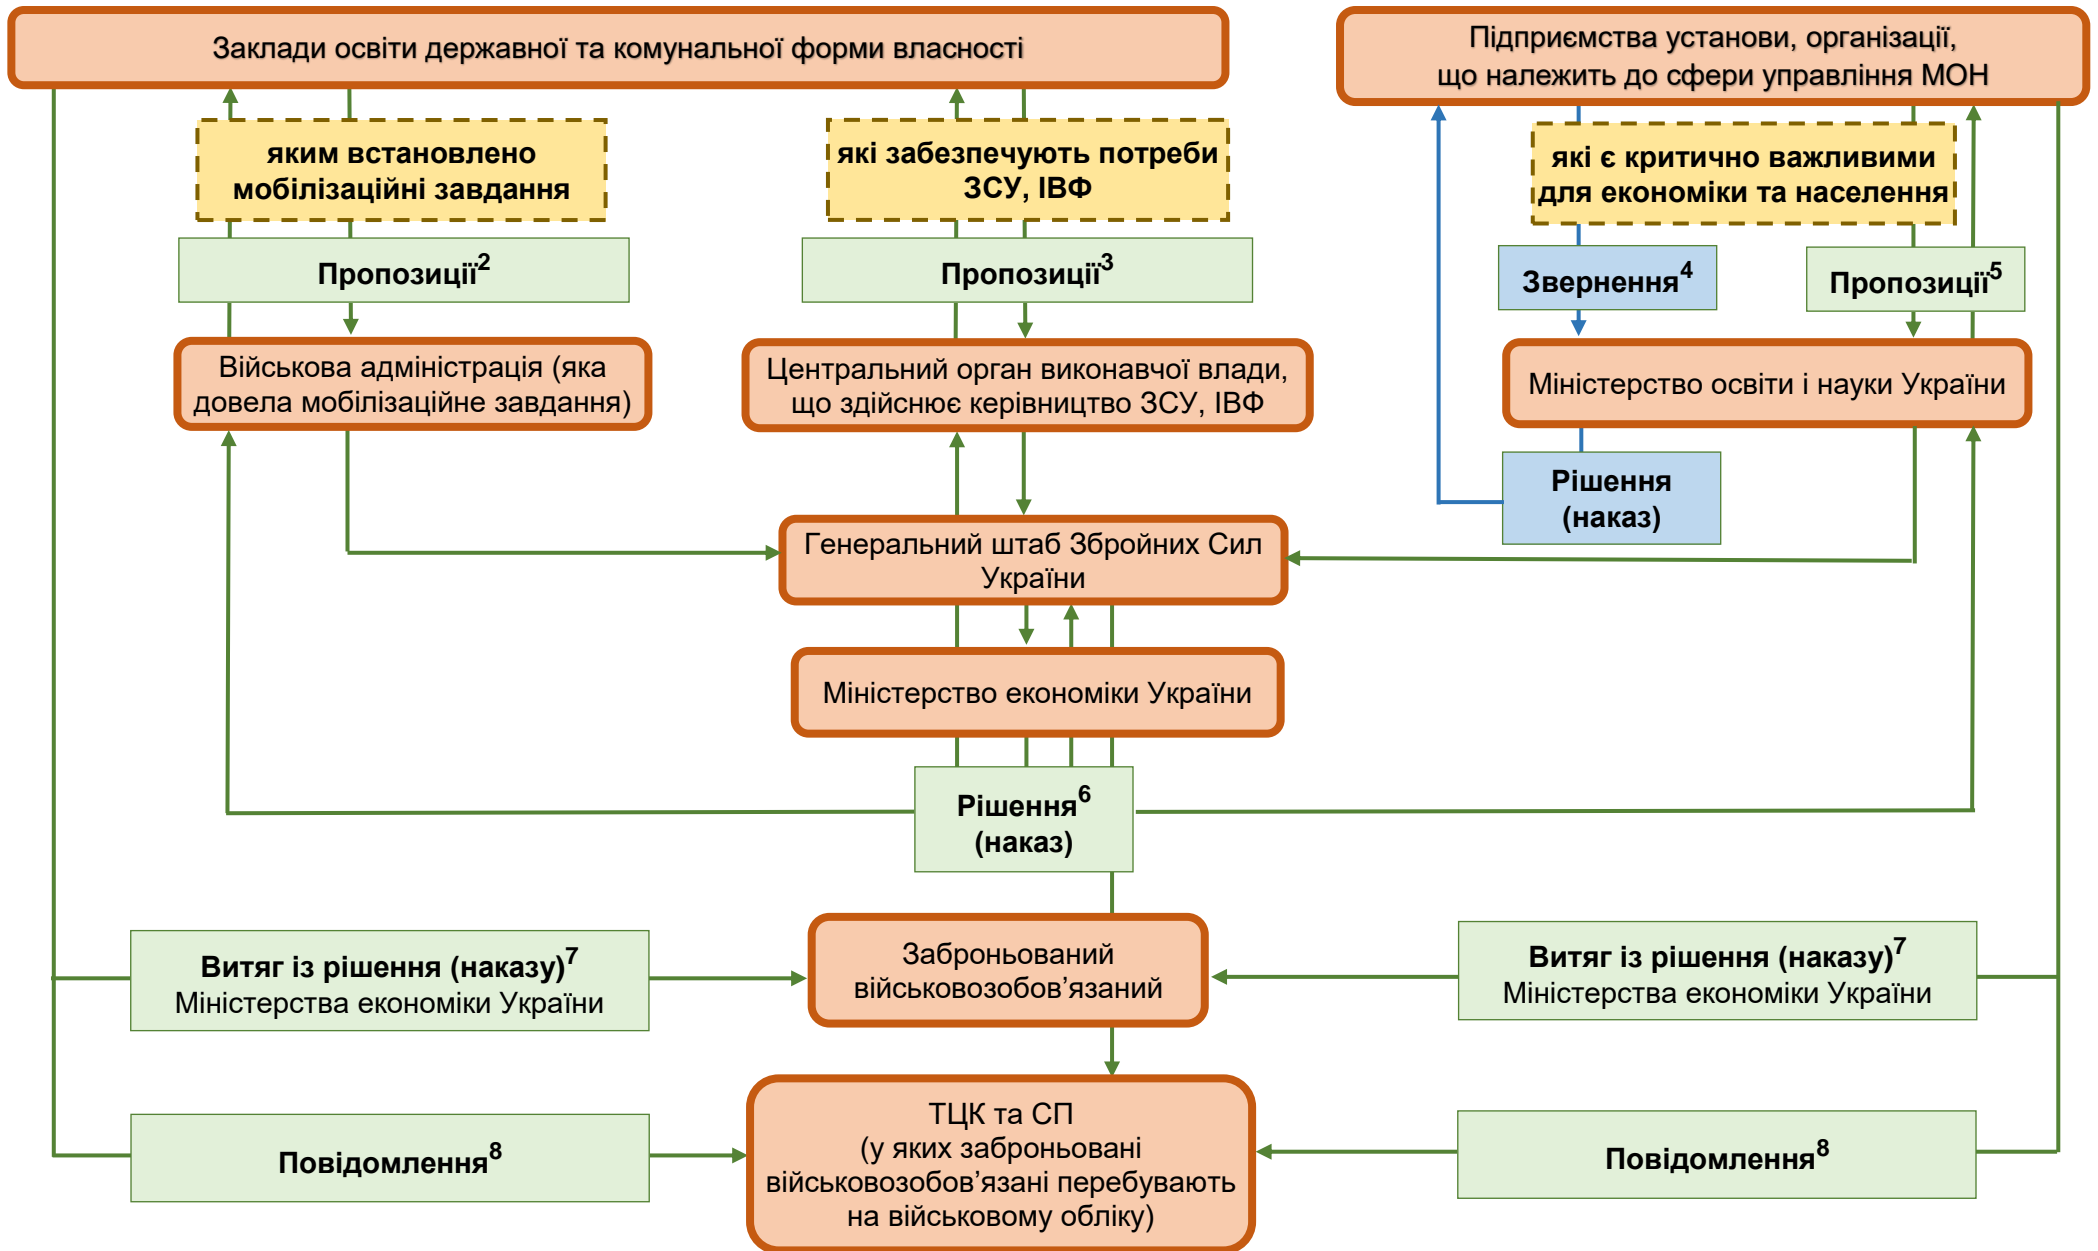 Заклади освіти державної та комунальної форми власності
Підприємства установи, організації,
що належить до сфери управління МОН
яким встановлено
мобілізаційні завдання
які забезпечують потреби
ЗСУ, ІВФ
які є критично важливими
для економіки та населення
Пропозиції2
Пропозиції3
Звернення4
Пропозиції5
Військова адміністрація (яка
довела мобілізаційне завдання)
Центральний орган виконавчої влади,
що здійснює керівництво ЗСУ, ІВФ
Міністерство освіти і науки України
Рішення
(наказ)
Генеральний штаб Збройних Сил
України
Міністерство економіки України
Рішення6
(наказ)
Витяг із рішення (наказу)7
Міністерства економіки України
Заброньований
військовозобов’язаний
Витяг із рішення (наказу)7
Міністерства економіки України
Повідомлення8
ТЦК та СП
(у яких заброньовані
військовозобов’язані перебувають
на військовому обліку)
Повідомлення8